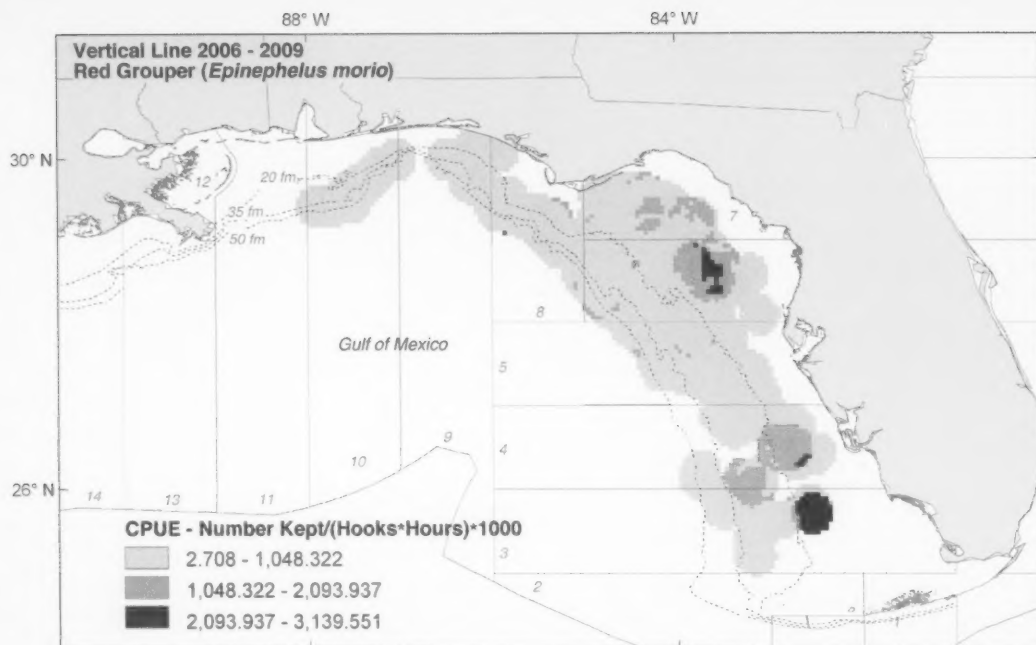 88° W
84° W
Vertical Line 2006 - 2009
Red Grouper (Epinephelus morio)
30° N
12
20 fm
7
35 fm
50 fm
8
Gulf of Mexico
5
9
4
10
26° N
14
13
11
CPUE - Number Kept/(Hooks*Hours)*1000
3
2.708 - 1,048.322
2
1,048.322 - 2,093.937
2,093.937 - 3,139.551